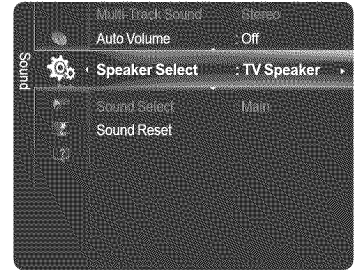 Sound
Multi-Track Sound Stereo
Auto Volume : Off
Speaker Select : TV Speaker
Sound Select Main
Sound Reset